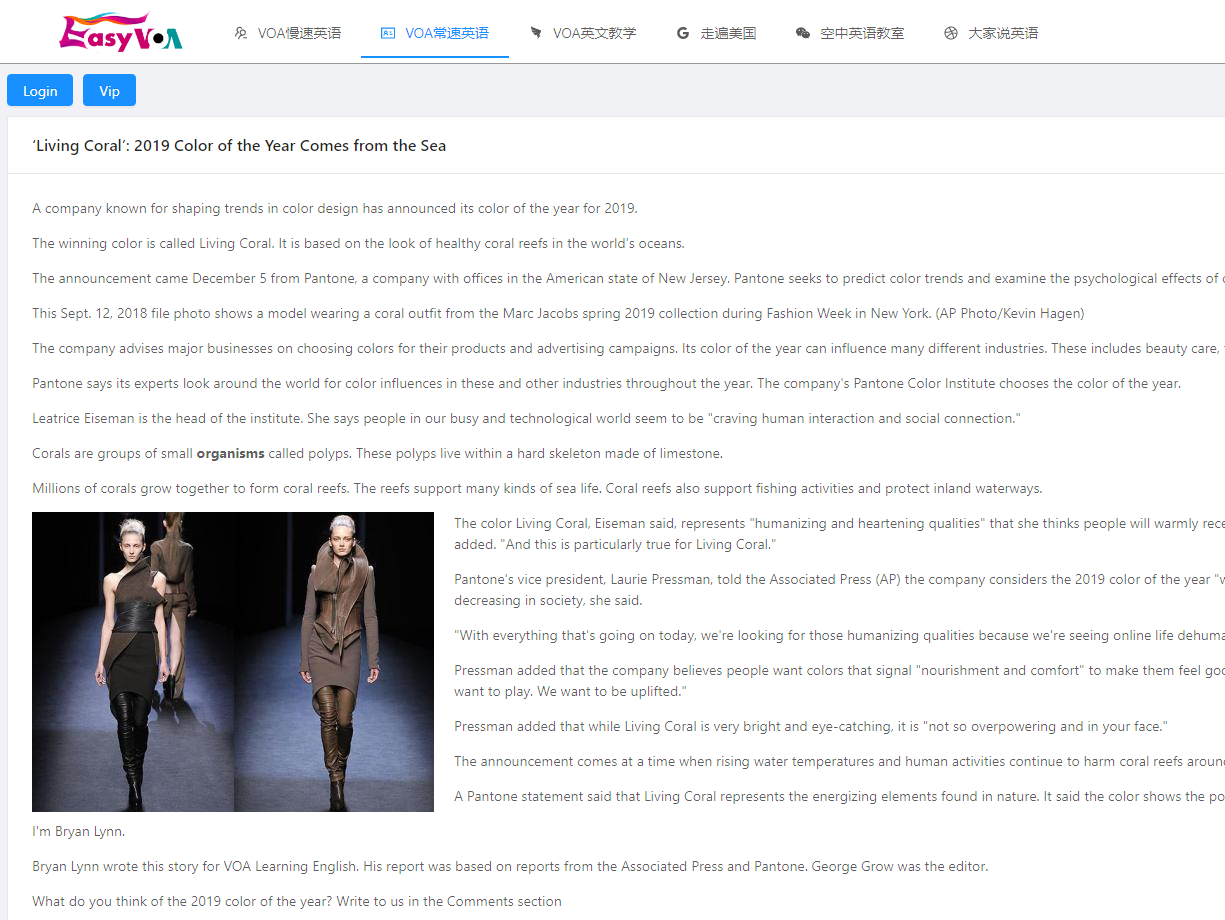 EasyVOA
VOA慢速英语
VOA常速英语
VOA英文教学
走遍美国
空中英语教室
大家说英语
Login
Vip
‘Living Coral’: 2019 Color of the Year Comes from the Sea
A company known for shaping trends in color design has announced its color of the year for 2019.
The winning color is called Living Coral. It is based on the look of healthy coral reefs in the world's oceans.
The announcement came December 5 from Pantone, a company with offices in the American state of New Jersey. Pantone seeks to predict color trends and examine the psychological effects of
This Sept. 12, 2018 file photo shows a model wearing a coral outfit from the Marc Jacobs spring 2019 collection during Fashion Week in New York. (AP Photo/Kevin Hagen)
The company advises major businesses on choosing colors for their products and advertising campaigns. Its color of the year can influence many different industries. These includes beauty care,
Pantone says its experts look around the world for color influences in these and other industries throughout the year. The company's Pantone Color Institute chooses the color of the year.
Leatrice Eiseman is the head of the institute. She says people in our busy and technological world seem to be "craving human interaction and social connection."
Corals are groups of small organisms called polyps. These polyps live within a hard skeleton made of limestone.
Millions of corals grow together to form coral reefs. The reefs support many kinds of sea life. Coral reefs also support fishing activities and protect inland waterways.
The color Living Coral, Eiseman said, represents "humanizing and heartening qualities" that she thinks people will warmly rece
added. "And this is particularly true for Living Coral."
Pantone's vice president, Laurie Pressman, told the Associated Press (AP) the company considers the 2019 color of the year "w
decreasing in society, she said.
"With everything that's going on today, we're looking for those humanizing qualities because we're seeing online life dehuma
Pressman added that the company believes people want colors that signal "nourishment and comfort" to make them feel goo
want to play. We want to be uplifted."
Pressman added that while Living Coral is very bright and eye-catching, it is "not so overpowering and in your face."
The announcement comes at a time when rising water temperatures and human activities continue to harm coral reefs aroun
A Pantone statement said that Living Coral represents the energizing elements found in nature. It said the color shows the po
I'm Bryan Lynn.
Bryan Lynn wrote this story for VOA Learning English. His report was based on reports from the Associated Press and Pantone. George Grow was the editor.
What do you think of the 2019 color of the year? Write to us in the Comments section